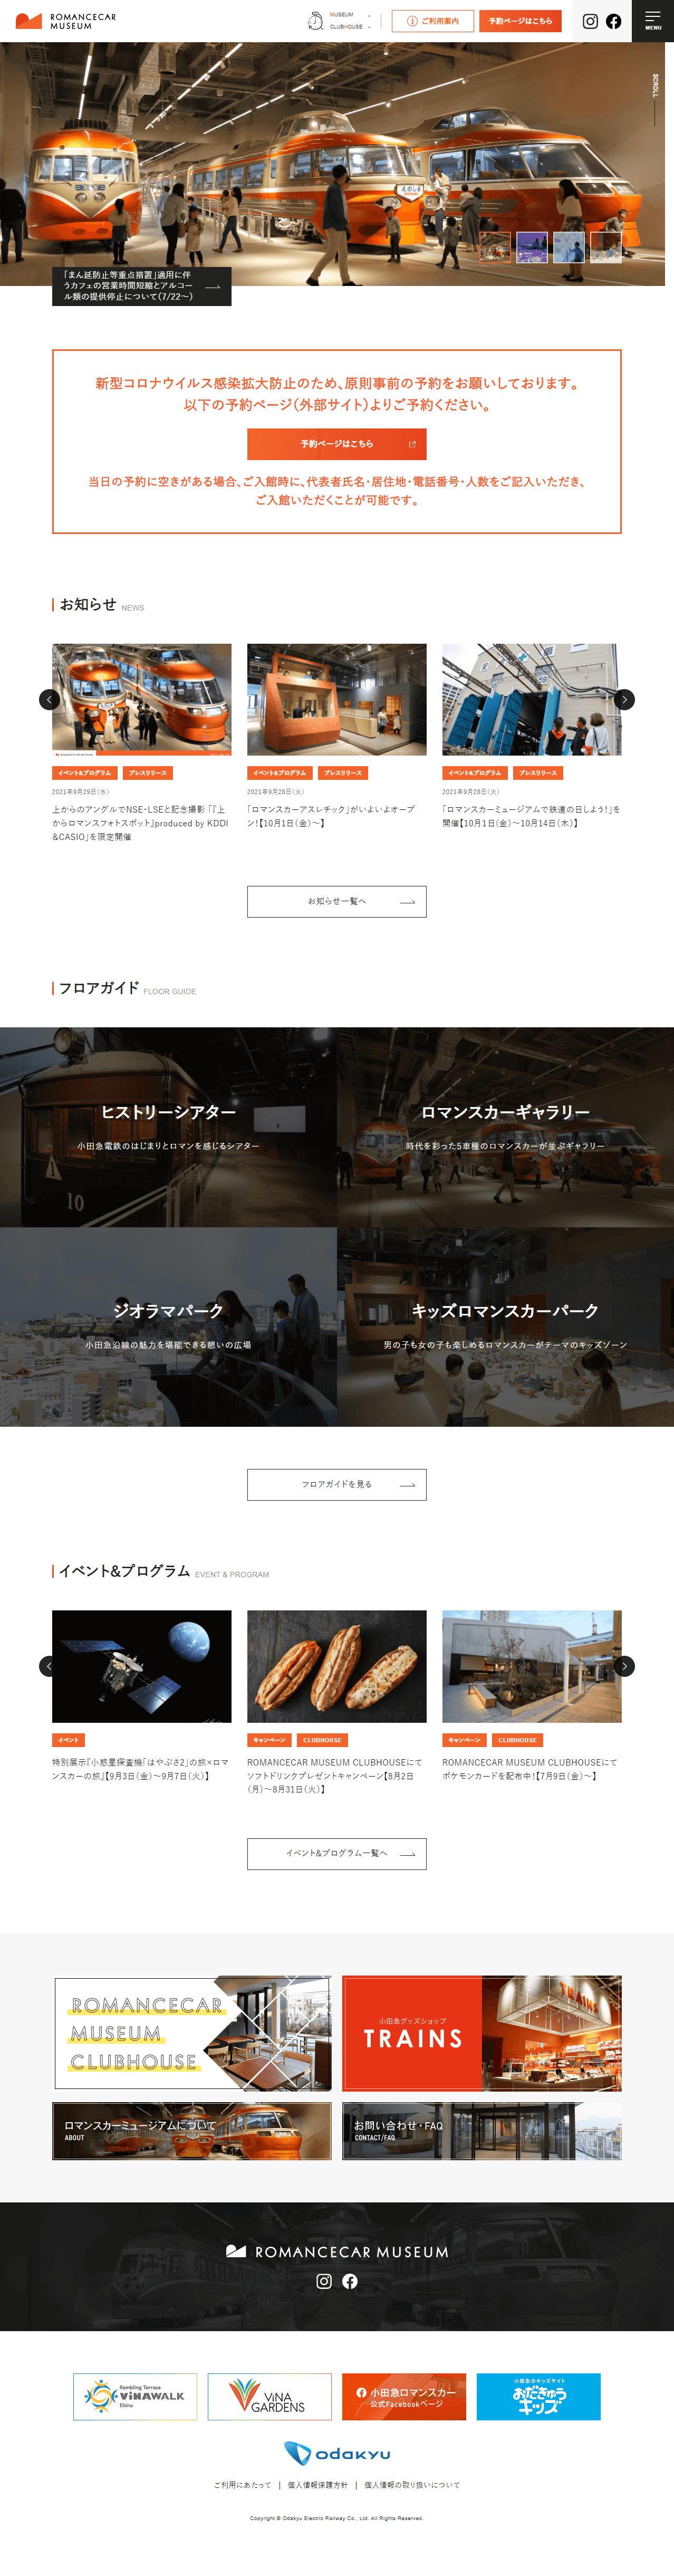 ROMANCECAR
MUSEUM
MUSEUM -
CLUBHOUSE -
ご利用案内
予約ページはこちら
MENU
SCROLL
えのしま
「まん延防止等重点措置」適用に伴
うカフェの営業時間短縮とアルコー
ル類の提供停止について（7/22～）
新型コロナウイルス感染拡大防止のため、原則事前の予約をお願いしております。
以下の予約ページ（外部サイト）よりご予約ください。
予約ページはこちら
当日の予約に空きがある場合、ご入館時に、代表者氏名・居住地・電話番号・人数をご記入いただき、
ご入館いただくことが可能です。
お知らせ NEWS
イベント&プログラム プレスリリース
2021年9月29日（水）
上からのアングルでNSE・LSEと記念撮影 「『上
からロマンスフォトスポット』produced by KDDI
&CASIO」を限定開催
イベント&プログラム プレスリリース
2021年9月28日（火）
「ロマンスカーアスレチック」がいよいよオープ
ン！【10月1日（金）～】
イベント&プログラム プレスリリース
2021年9月28日（火）
「ロマンスカーミュージアムで鉄道の日しよう！」を
開催【10月1日（金）～10月14日（木）】
お知らせ一覧へ
フロアガイド FLOOR GUIDE
ヒストリーシアター
小田急電鉄のはじまりとロマンを感じるシアター
10
ロマンスカーギャラリー
時代を彩った5車種のロマンスカーが並ぶギャラリー
ジオラマパーク
小田急沿線の魅力を堪能できる憩いの広場
キッズロマンスカーパーク
男の子も女の子も楽しめるロマンスカーがテーマのキッズゾーン
フロアガイドを見る
イベント&プログラム EVENT & PROGRAM
イベント
特別展示『小惑星探査機「はやぶさ2」の旅×ロマ
ンスカーの旅』【9月3日（金）～9月7日（火）】
キャンペーン CLUBHOUSE
ROMANCECAR MUSEUM CLUBHOUSEにて
ソフトドリンクプレゼントキャンペーン【8月2日
（月）～8月31日（火）】
キャンペーン CLUBHOUSE
ROMANCECAR MUSEUM CLUBHOUSEにて
ポケモンカードを配布中！【7月9日（金）～】
イベント&プログラム一覧へ
ROMANCECAR
MUSEUM
CLUBHOUSE
小田急グッズショップ
TRAINS
TRAINS
ロマンスカーミュージアムについて
ABOUT
お問い合わせ・FAQ
CONTACT/FAQ
ROMANCECAR MUSEUM
Rambling Terrace
ViNAWALK
Ebina
ViNA
GARDENS
小田急ロマンスカー
公式Facebookページ
小田急のキッズサイト
おだきゅう
キッズ
odakyu
ご利用にあたって | 個人情報保護方針 | 個人情報の取り扱いについて
Copyright © Odakyu Electric Railway Co., Ltd. All Rights Reserved.